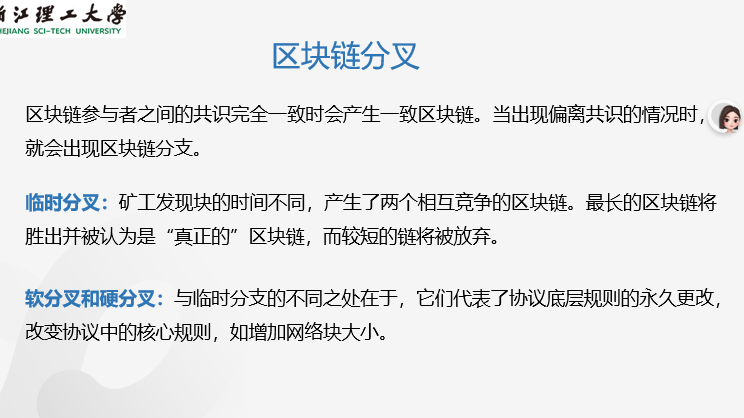 浙江理工大学
ZHEJIANG SCI-TECH UNIVERSITY
区块链分叉
区块链参与者之间的共识完全一致时会产生一致区块链。当出现偏离共识的情况时，
就会出现区块链分支。
临时分叉：矿工发现块的时间不同，产生了两个相互竞争的区块链。最长的区块链将
胜出并被认为是“真正的”区块链，而较短的链将被放弃。
软分叉和硬分叉：与临时分支的不同之处在于，它们代表了协议底层规则的永久更改，
改变协议中的核心规则，如增加网络块大小。